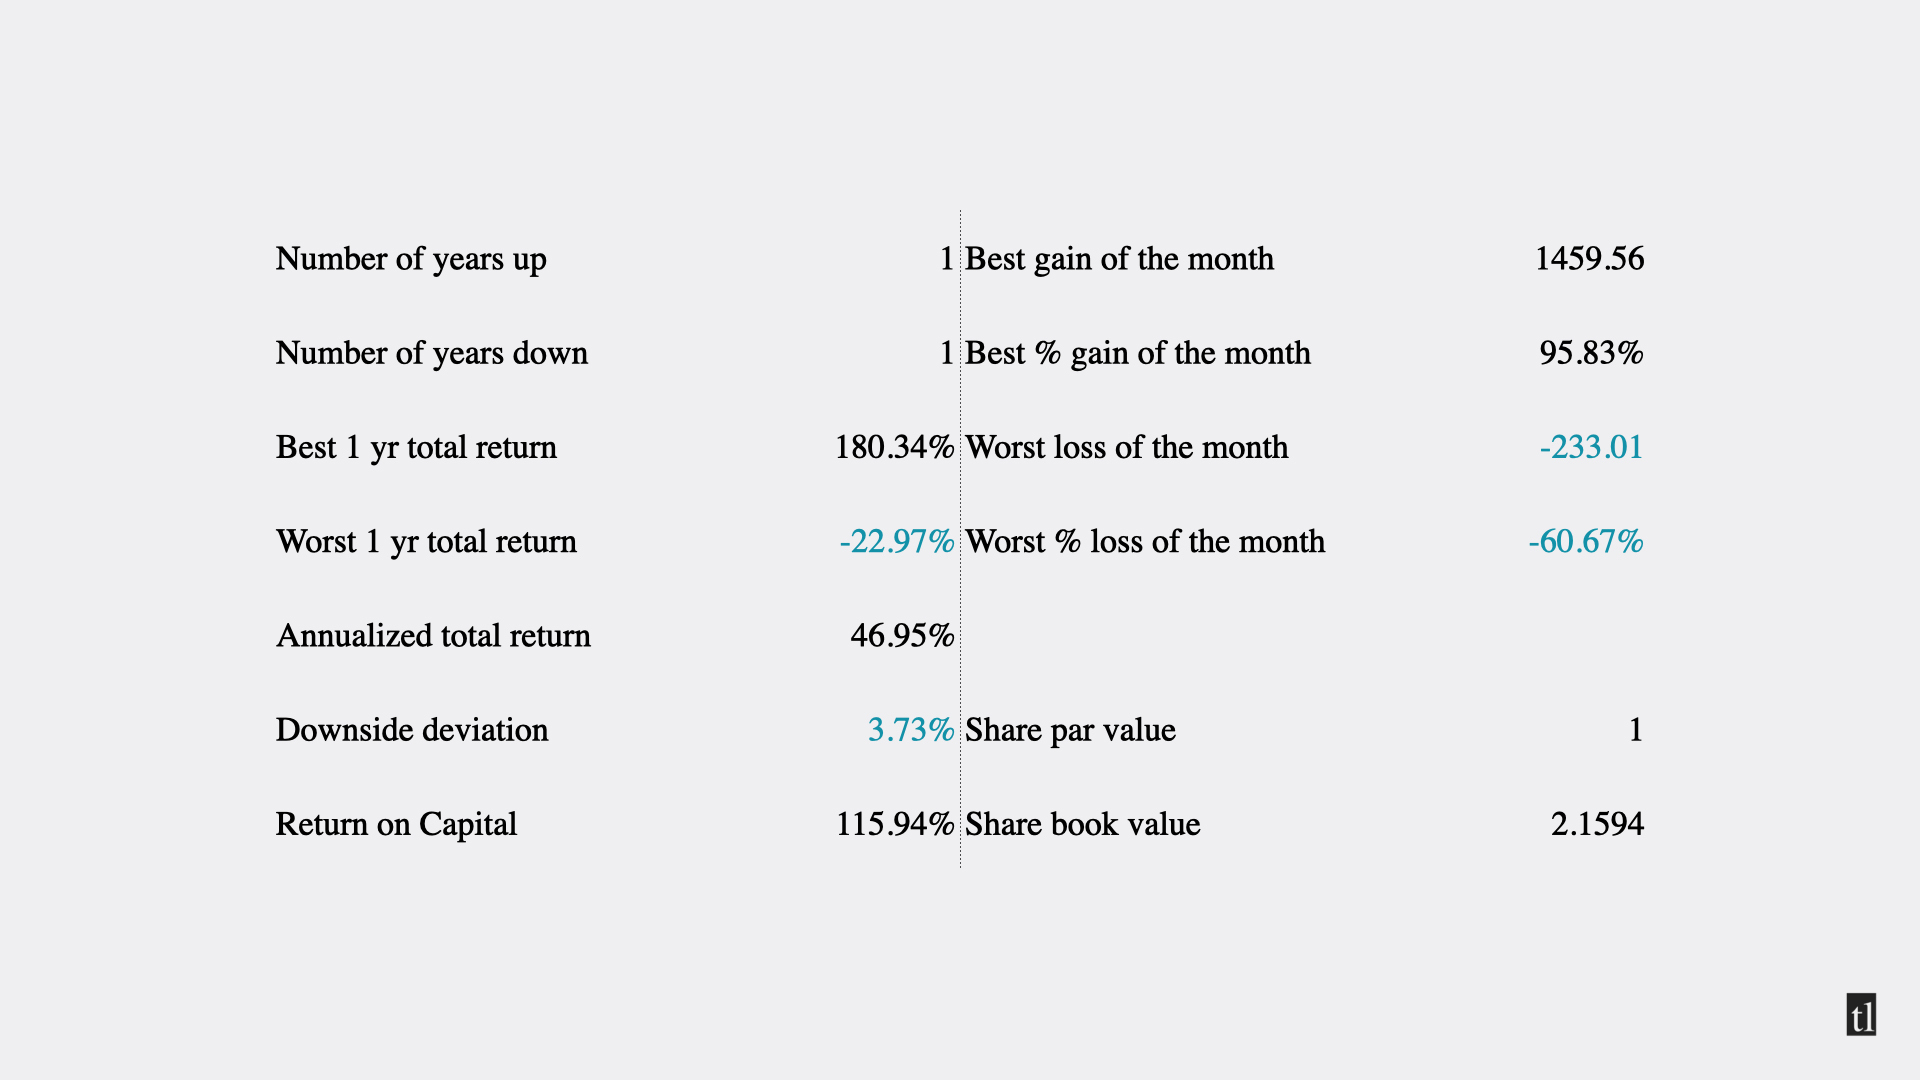 Number of years up 1 Best gain of the month 1459.56
Number of years down 1 Best % gain of the month 95.83%
Best 1 yr total return 180.34% Worst loss of the month -233.01
Worst 1 yr total return -22.97% Worst % loss of the month -60.67%
Annualized total return 46.95%
Downside deviation 3.73% Share par value 1
Return on Capital 115.94% Share book value 2.1594
tl